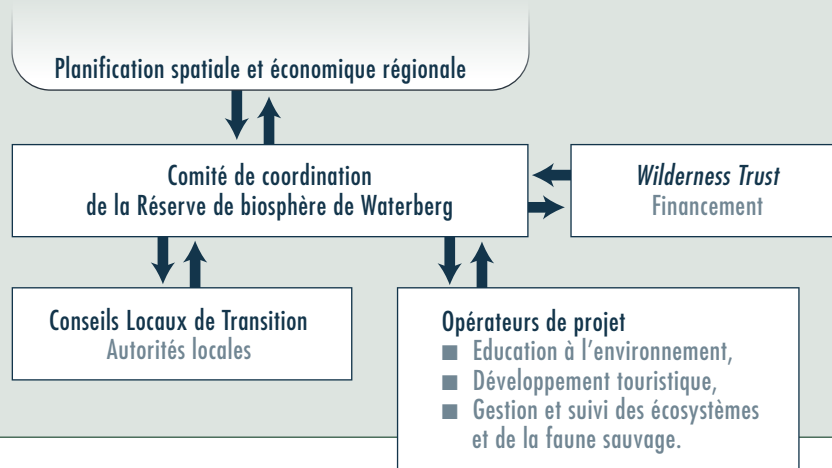 Planification spatiale et économique régionale
Comité de coordination
de la Réserve de biosphère de Waterberg
Wilderness Trust
Financement
Conseils Locaux de Transition
Autorités locales
Opérateurs de projet
■ Education à l'environnement,
■ Développement touristique,
■ Gestion et suivi des écosystèmes
et de la faune sauvage.